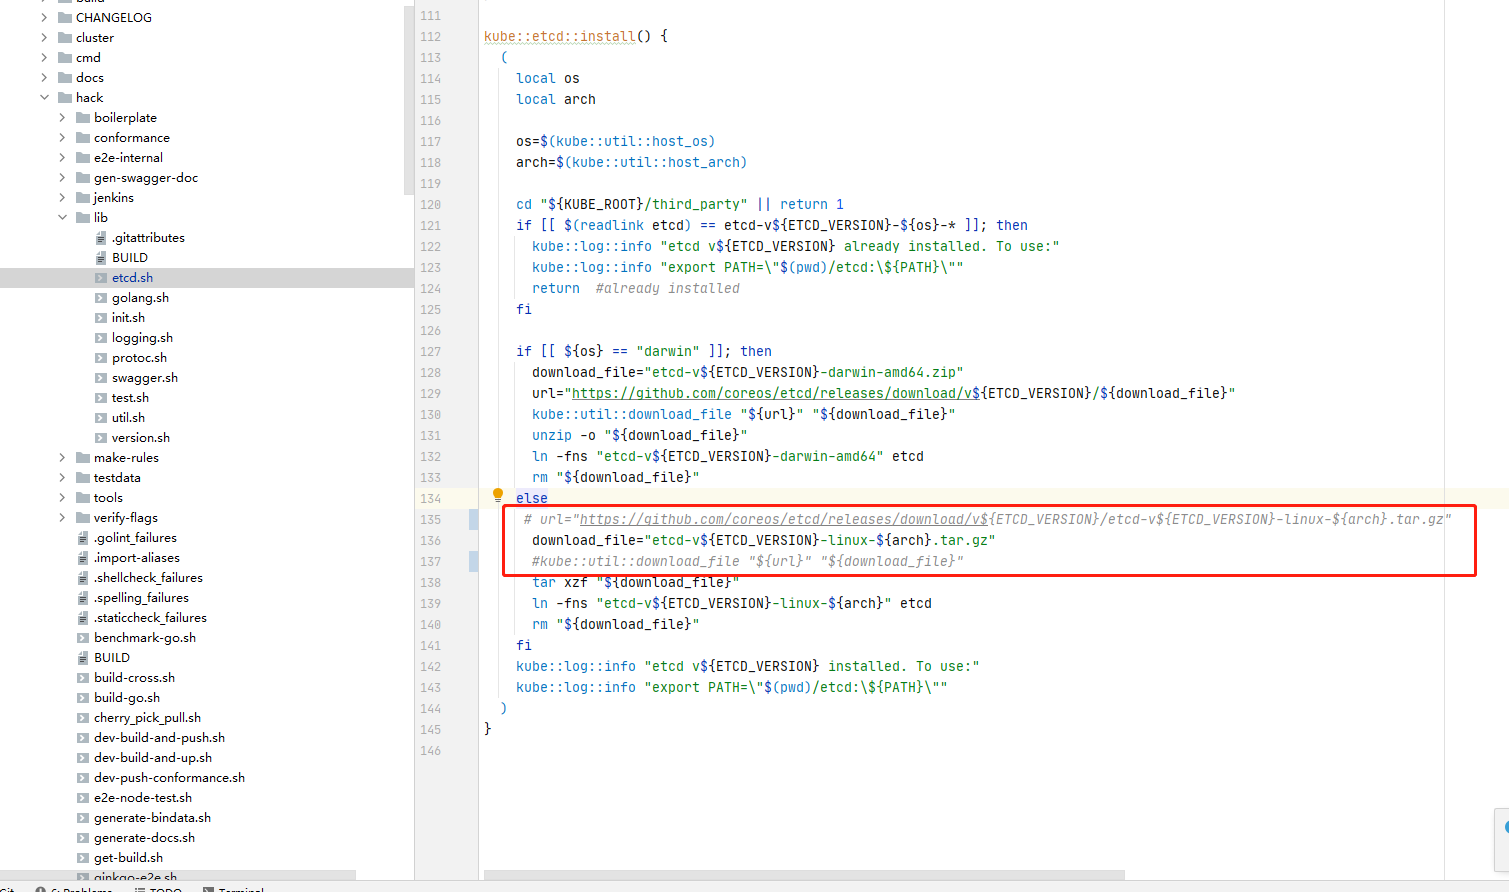 CHANGELOG
cluster
cmd
docs
hack
boilerplate
conformance
e2e-internal
gen-swagger-doc
jenkins
lib
.gitattributes
BUILD
etcd.sh
golang.sh
init.sh
logging.sh
protoc.sh
swagger.sh
test.sh
util.sh
version.sh
make-rules
testdata
tools
verify-flags
.golint_failures
.import-aliases
.shellcheck_failures
.spelling_failures
.staticcheck_failures
benchmark-go.sh
BUILD
build-cross.sh
build-go.sh
cherry_pick_pull.sh
dev-build-and-push.sh
dev-build-and-up.sh
dev-push-conformance.sh
e2e-node-test.sh
generate-bindata.sh
generate-docs.sh
get-build.sh
ginkgo-e2e.sh
111
112 kube::etcd::install() {
113 (
114 local os
115 local arch
116
117 os=$(kube::util::host_os)
118 arch=$(kube::util::host_arch)
119
120 cd "${KUBE_ROOT}/third_party" || return 1
121 if [[ $(readlink etcd) == etcd-v${ETCD_VERSION}-${os}-* ]]; then
122 kube::log::info "etcd v${ETCD_VERSION} already installed. To use:"
123 kube::log::info "export PATH=\"$(pwd)/etcd:\${PATH}\""
124 return #already installed
125 fi
126
127 if [[ ${os} == "darwin" ]]; then
128 download_file="etcd-v${ETCD_VERSION}-darwin-amd64.zip"
129 url="https://github.com/coreos/etcd/releases/download/v${ETCD_VERSION}/${download_file}"
130 kube::util::download_file "${url}" "${download_file}"
131 unzip -o "${download_file}"
132 ln -fns "etcd-v${ETCD_VERSION}-darwin-amd64" etcd
133 rm "${download_file}"
134 else
135 # url="https://github.com/coreos/etcd/releases/download/v${ETCD_VERSION}/etcd-v${ETCD_VERSION}-linux-${arch}.tar.gz"
136 download_file="etcd-v${ETCD_VERSION}-linux-${arch}.tar.gz"
137 #kube::util::download_file "${url}" "${download_file}"
138 tar xzf "${download_file}"
139 ln -fns "etcd-v${ETCD_VERSION}-linux-${arch}" etcd
140 rm "${download_file}"
141 fi
142 kube::log::info "etcd v${ETCD_VERSION} installed. To use:"
143 kube::log::info "export PATH=\"$(pwd)/etcd:\${PATH}\""
144 )
145 }
146
Git 6: Problems TODO Terminal